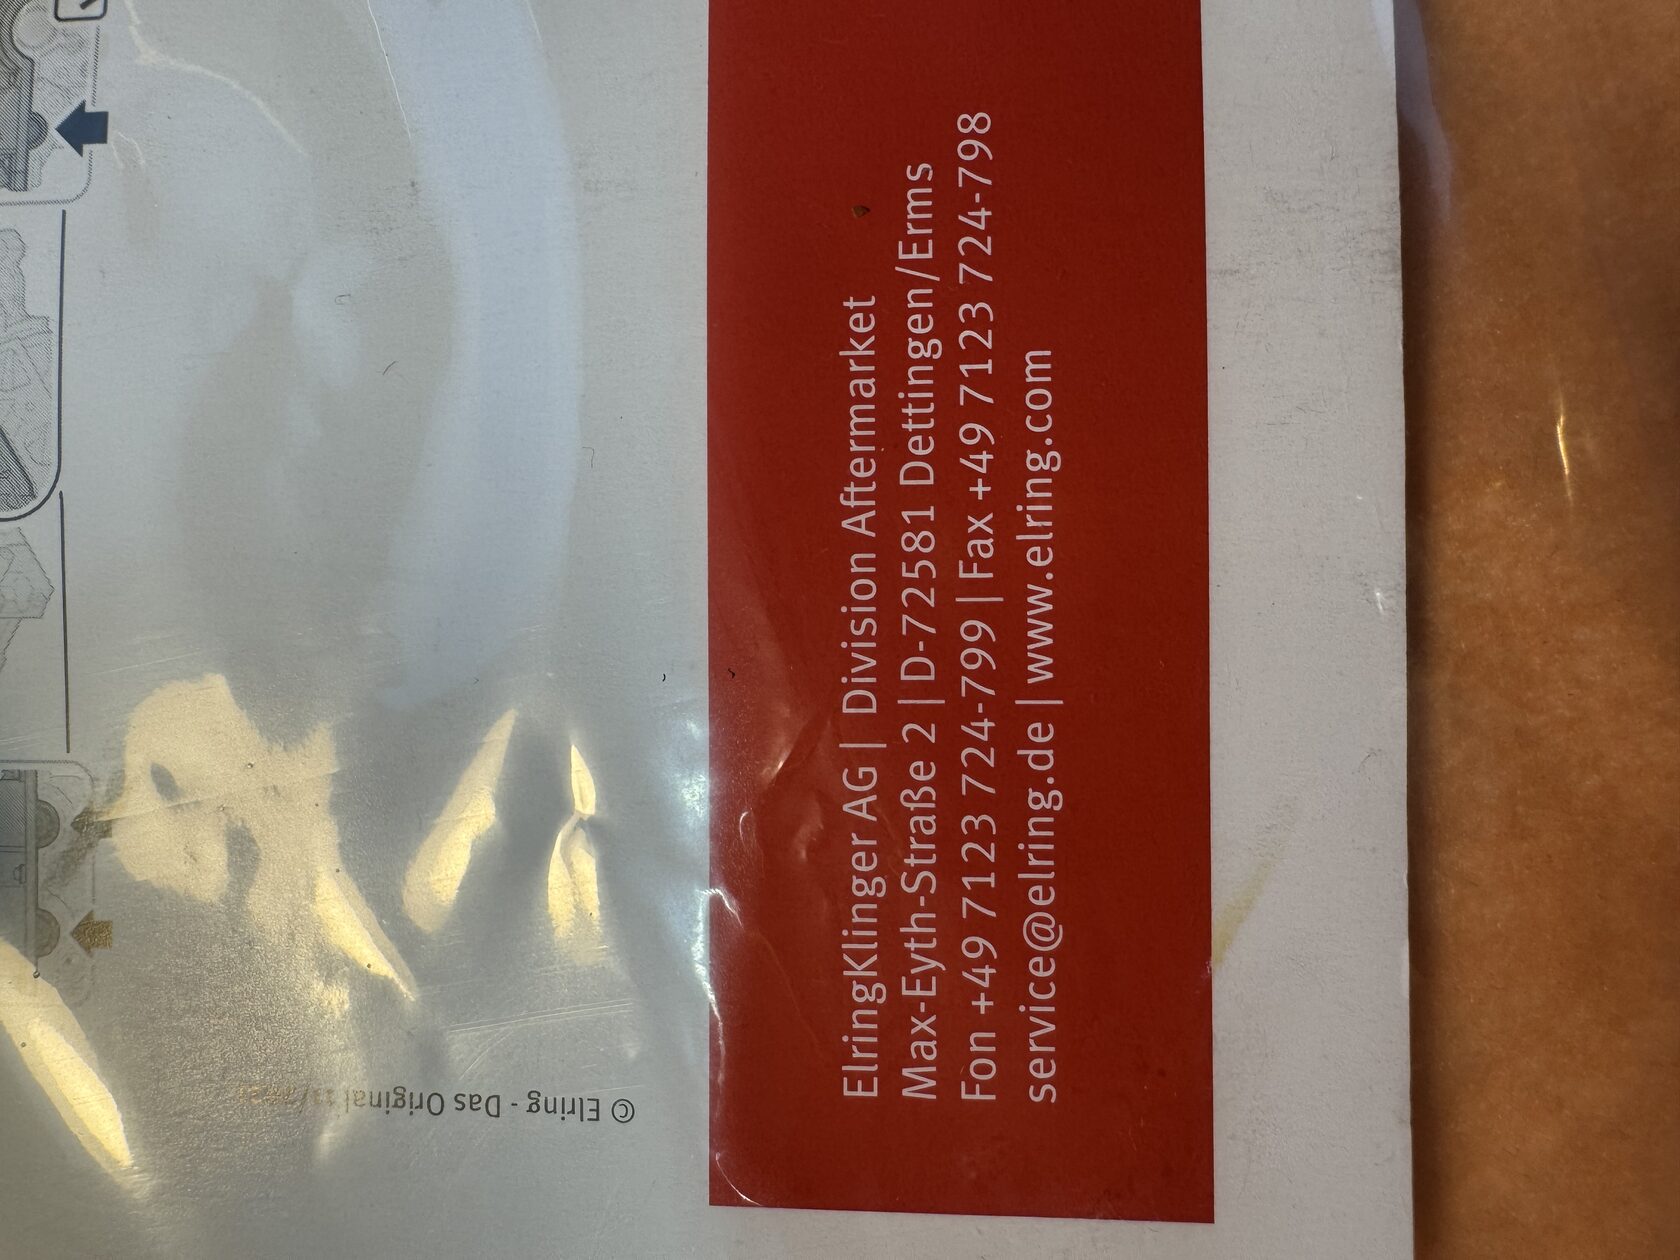 ElringKlinger AG | Division Aftermarket
Max-Eyth-Straße 2 | D-72581 Dettingen/Erms
Fon +49 7123 724-799 | Fax +49 7123 724-798
service@elring.de | www.elring.com
© Elring - Das Original